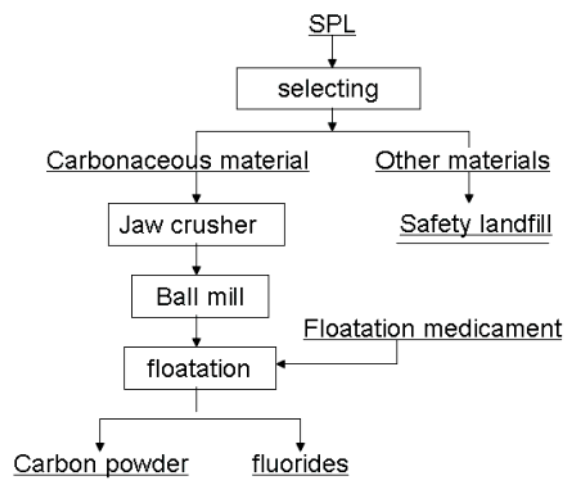 SPL
selecting
Carbonaceous material
Other materials
Jaw crusher
Safety landfill
Ball mill
Floatation medicament
floatation
Carbon powder
fluorides